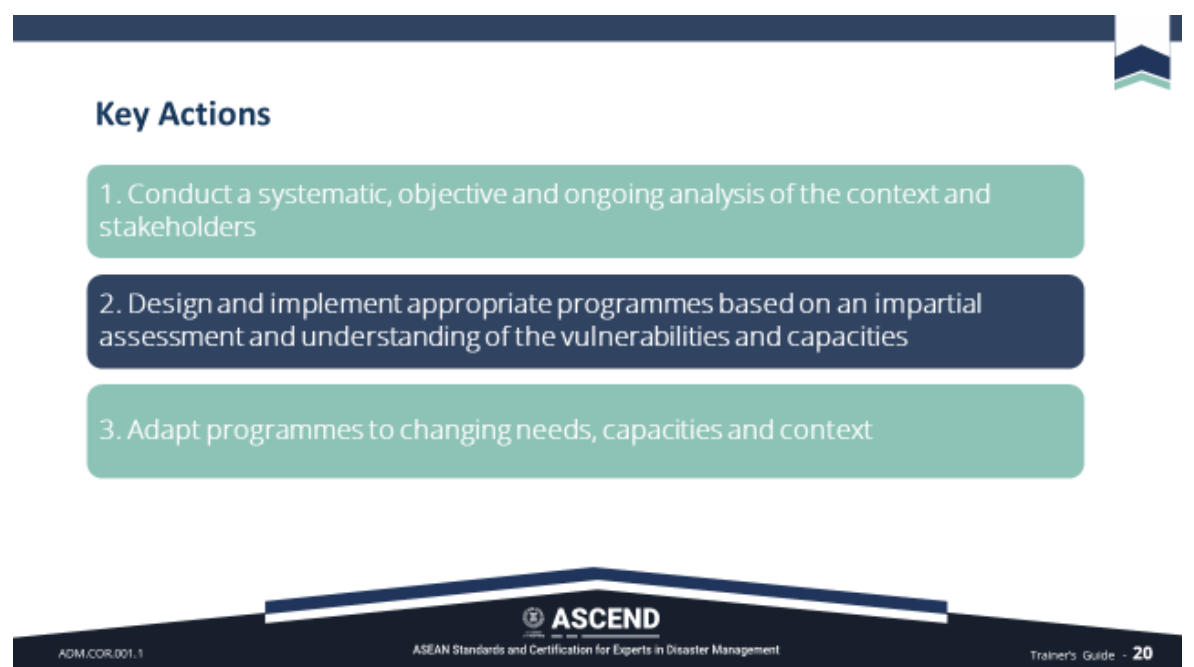 Key Actions
1. Conduct a systematic, objective and ongoing analysis of the context and
stakeholders
2. Design and implement appropriate programmes based on an impartial
assessment and understanding of the vulnerabilities and capacities
3. Adapt programmes to changing needs, capacities and context
ASCEND
ASEAN Standards and Certification for Experts in Disaster Management
ADM.COR.001.1
Trainer's Guide - 20